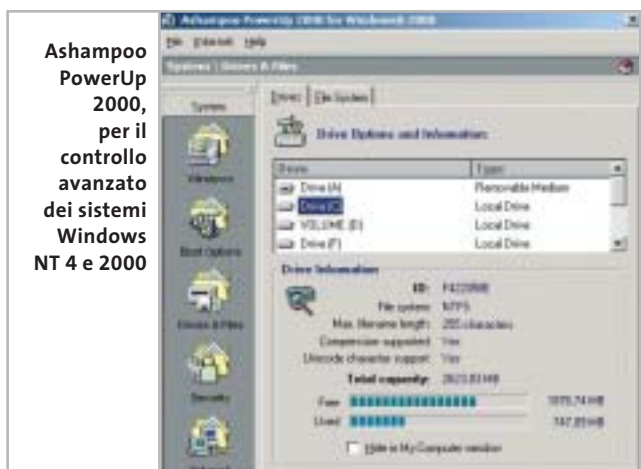 Ashampoo
PowerUp
2000,
per il
controllo
avanzato
dei sistemi
Windows
NT 4 e 2000
Ashampoo PowerUp 2000 for Windows® 2000
File Internet Help
Systems \ Drives & Files
System
Windows
Boot Options
Drives & Files
Security
Internet
Drives File System
Drive Options and Information
Drives Type
Drive (A) Removable Medium
Drive (C) Local Drive
VOLUME (D) Local Drive
Drive (F) Local Drive
Drive Information
ID:
File system: NTFS
Max. filename length: 255 characters
Compression supported: Yes
Unicode character support: Yes
Total capacity:
Free
Used
Hide in My Computer window